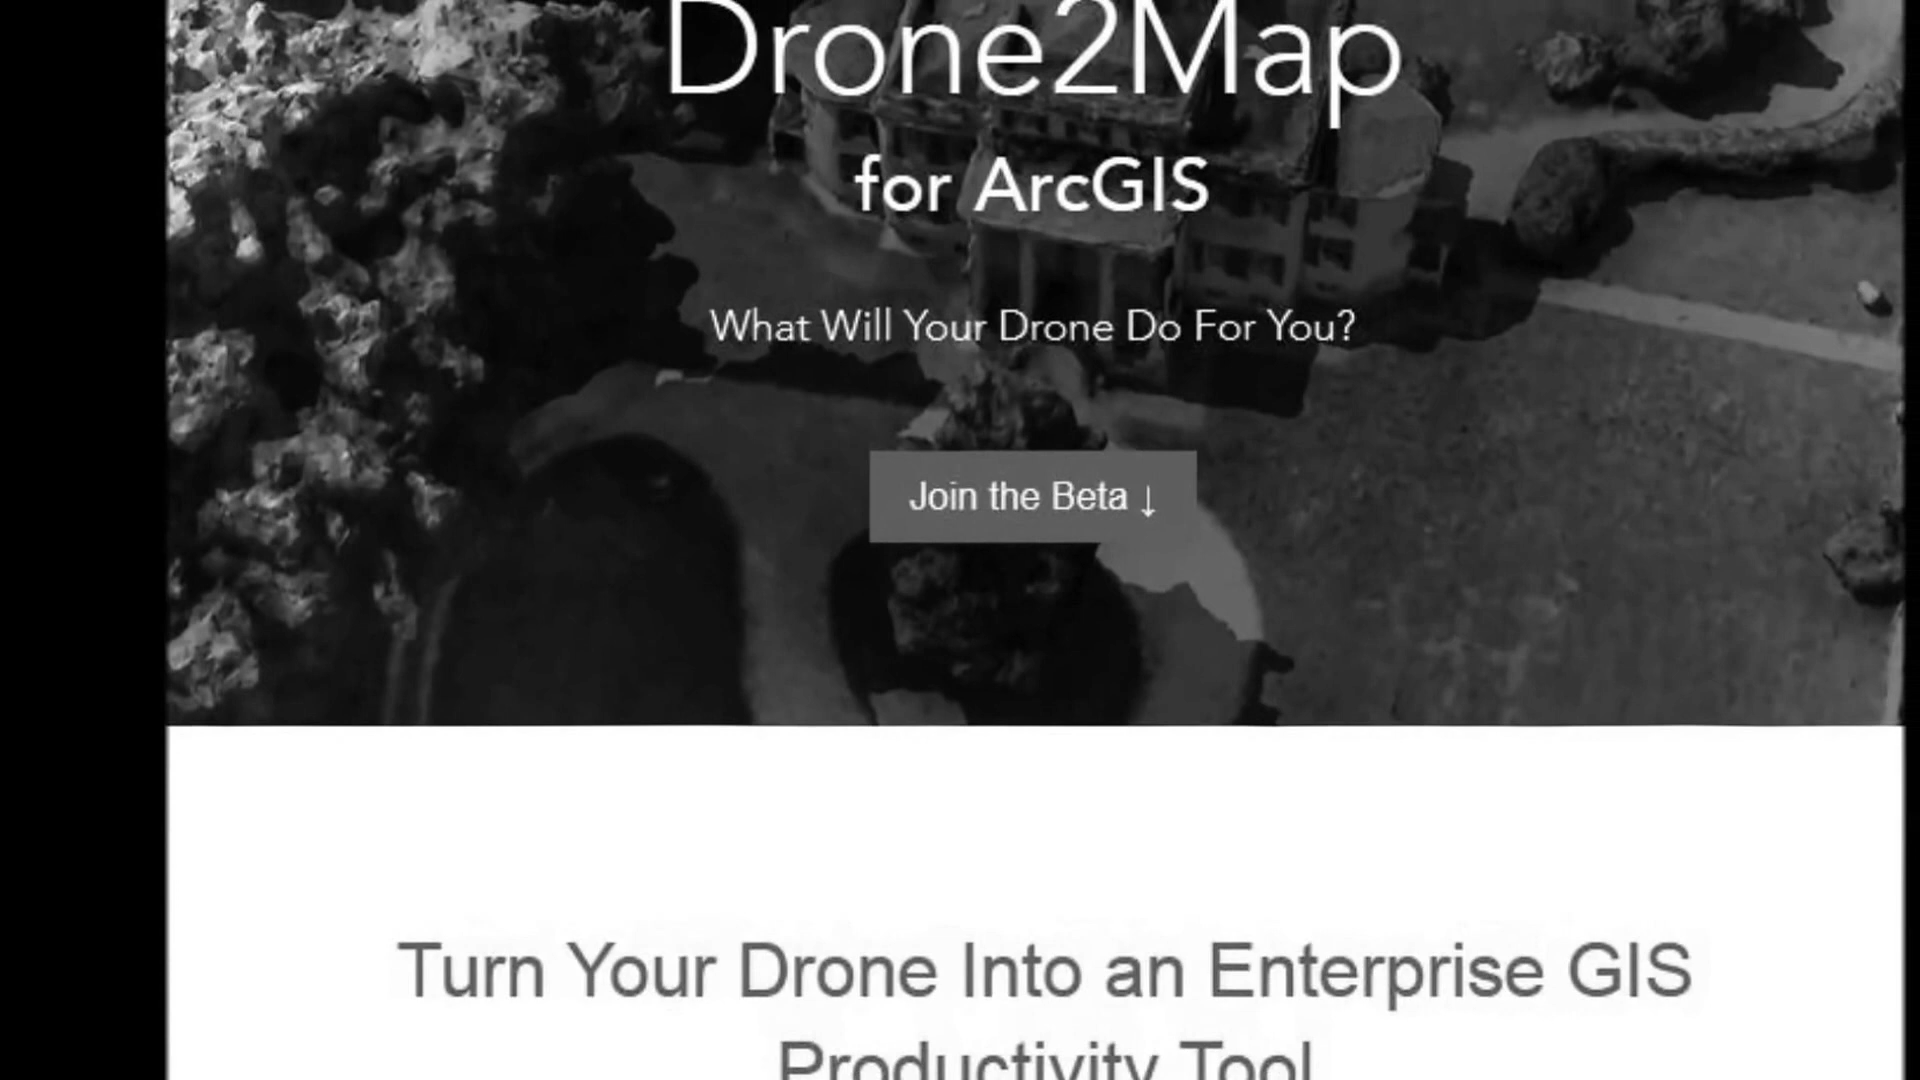 Drone2Map
for ArcGIS
What Will Your Drone Do For You?
Join the Beta ↓
Turn Your Drone Into an Enterprise GIS
Productivity Tool